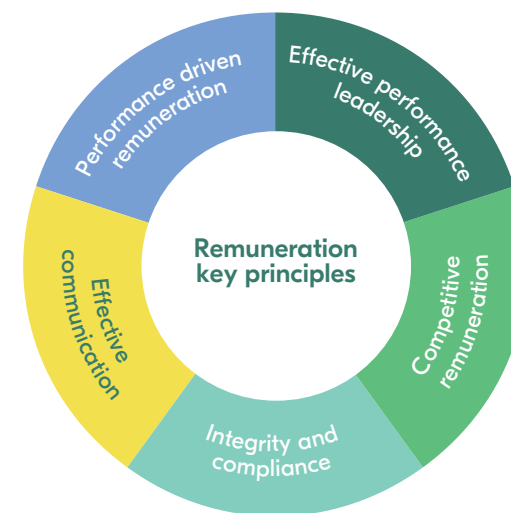 Effective performance
leadership
Competitive
remuneration
Integrity and
compliance
Effective
communication
Performance driven
remuneration
Remuneration
key principles